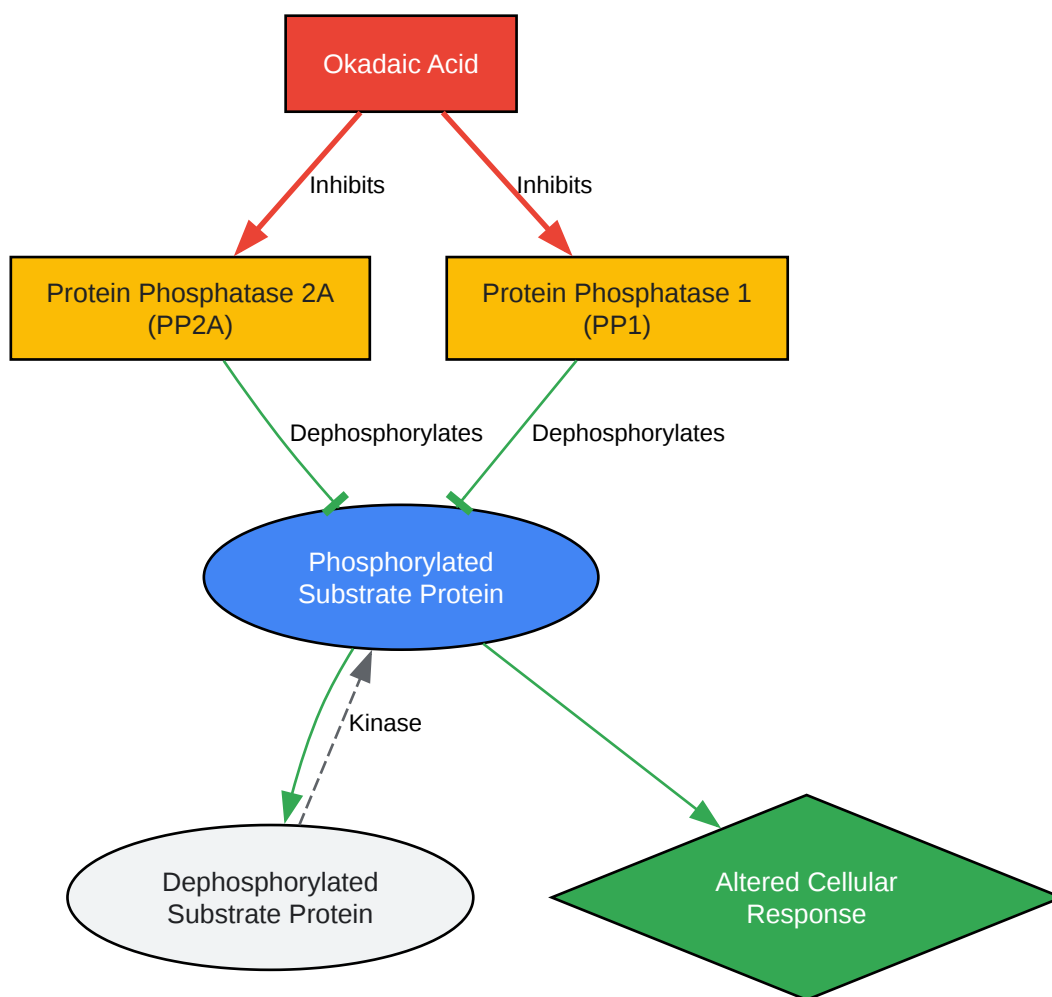 Okadaic Acid
Inhibits
Inhibits
Protein Phosphatase 2A
(PP2A)
Protein Phosphatase 1
(PP1)
Dephosphorylates
Dephosphorylates
Phosphorylated
Substrate Protein
Kinase
Dephosphorylated
Substrate Protein
Altered Cellular
Response